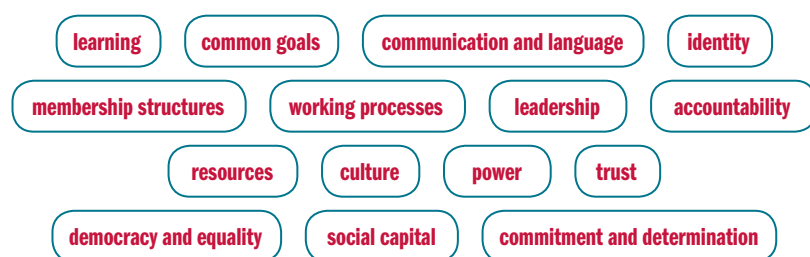 learning common goals communication and language identity
membership structures working processes leadership accountability
resources culture power trust
democracy and equality social capital commitment and determination